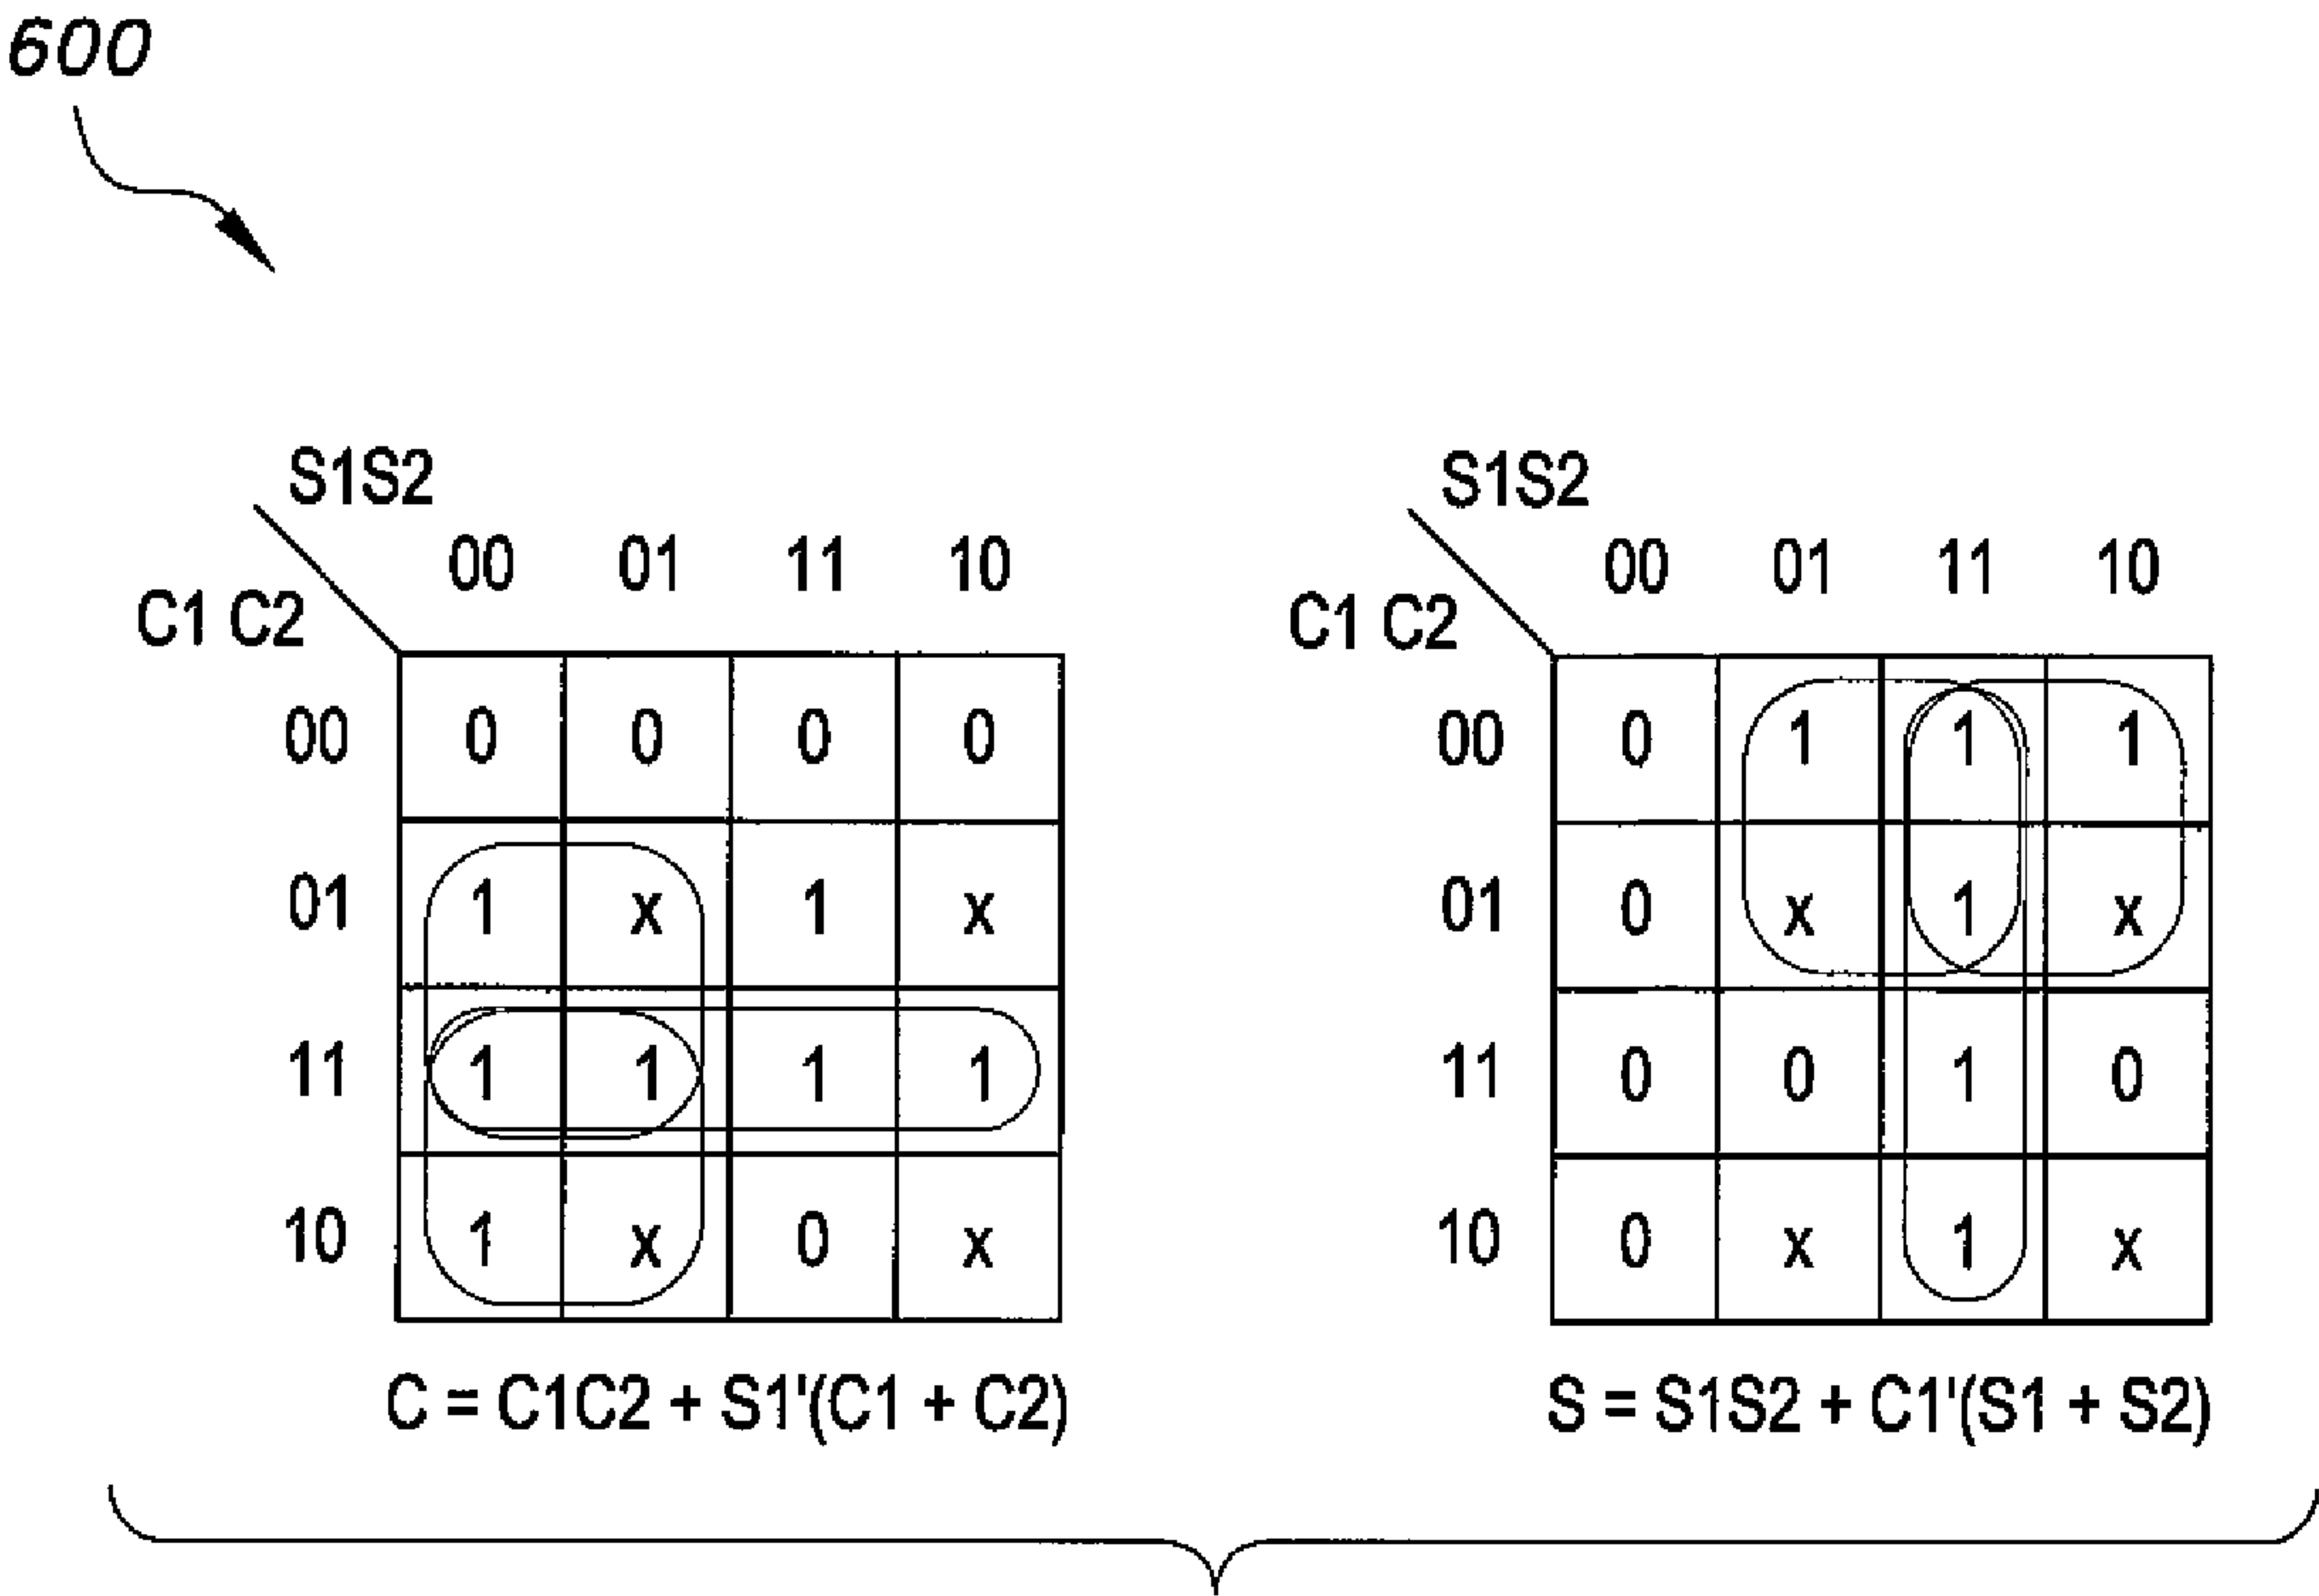 600
S1S2 S1S2
00 01 11 10 00 01 11 10
C1 C2 C1 C2
00 0 0 0 0 00 0 1 1 1
01 1 x 1 x 01 0 x 1 x
11 1 1 1 1 11 0 0 1 0
10 1 x 0 x 10 0 x 1 x
C = C1C2 + S1'(C1 + C2) S = S1S2 + C1'(S1 + S2)